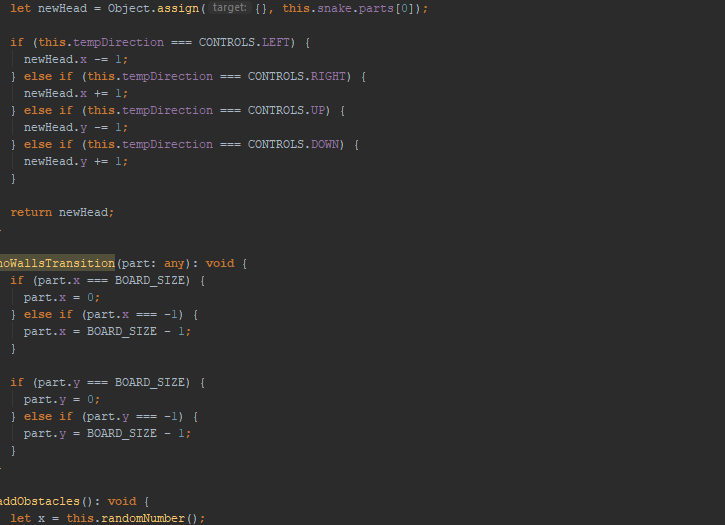 let newHead = Object.assign( target: {}, this.snake.parts[0]);
if (this.tempDirection === CONTROLS.LEFT) {
newHead.x -= 1;
} else if (this.tempDirection === CONTROLS.RIGHT) {
newHead.x += 1;
} else if (this.tempDirection === CONTROLS.UP) {
newHead.y -= 1;
} else if (this.tempDirection === CONTROLS.DOWN) {
newHead.y += 1;
}
return newHead;
noWallsTransition(part: any): void {
if (part.x === BOARD_SIZE) {
part.x = 0;
} else if (part.x === -1) {
part.x = BOARD_SIZE - 1;
}
if (part.y === BOARD_SIZE) {
part.y = 0;
} else if (part.y === -1) {
part.y = BOARD_SIZE - 1;
}
addObstacles(): void {
let x = this.randomNumber();